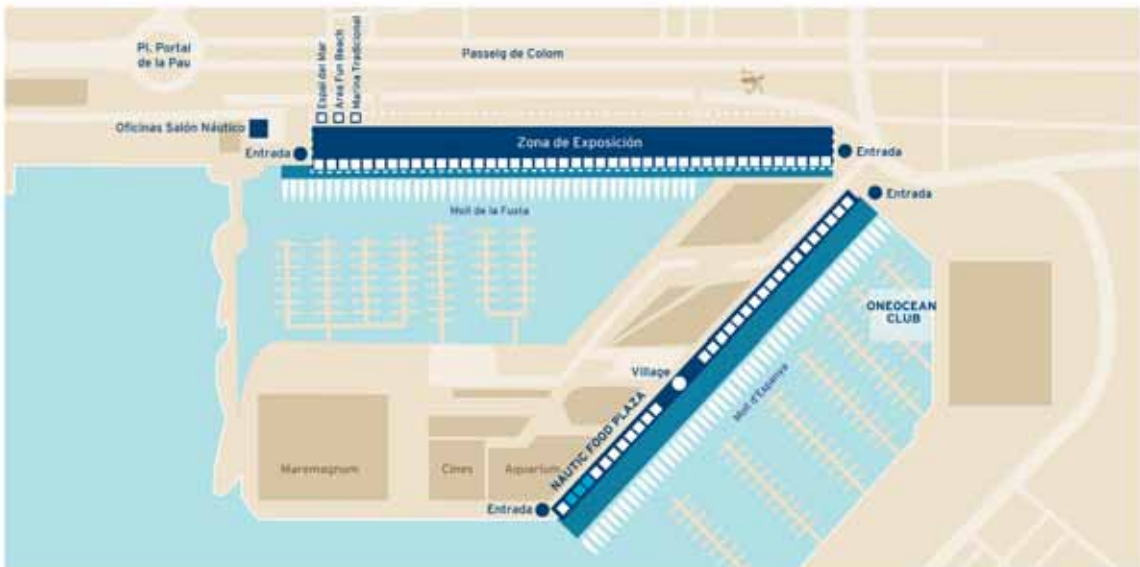 Pl. Portal
de la Pau
Espai del Mar
Area Fun Beach
Marina Tradicional
Passeig de Colom
Oficinas Salón Náutico
Entrada
Zona de Exposición
Entrada
Entrada
Moll de la Fusta
ONEOCEAN
CLUB
Village
Moll d'Espanya
NÀUTIC FOOD PLAZA
Maremagnum
Cines
Aquarium
Entrada